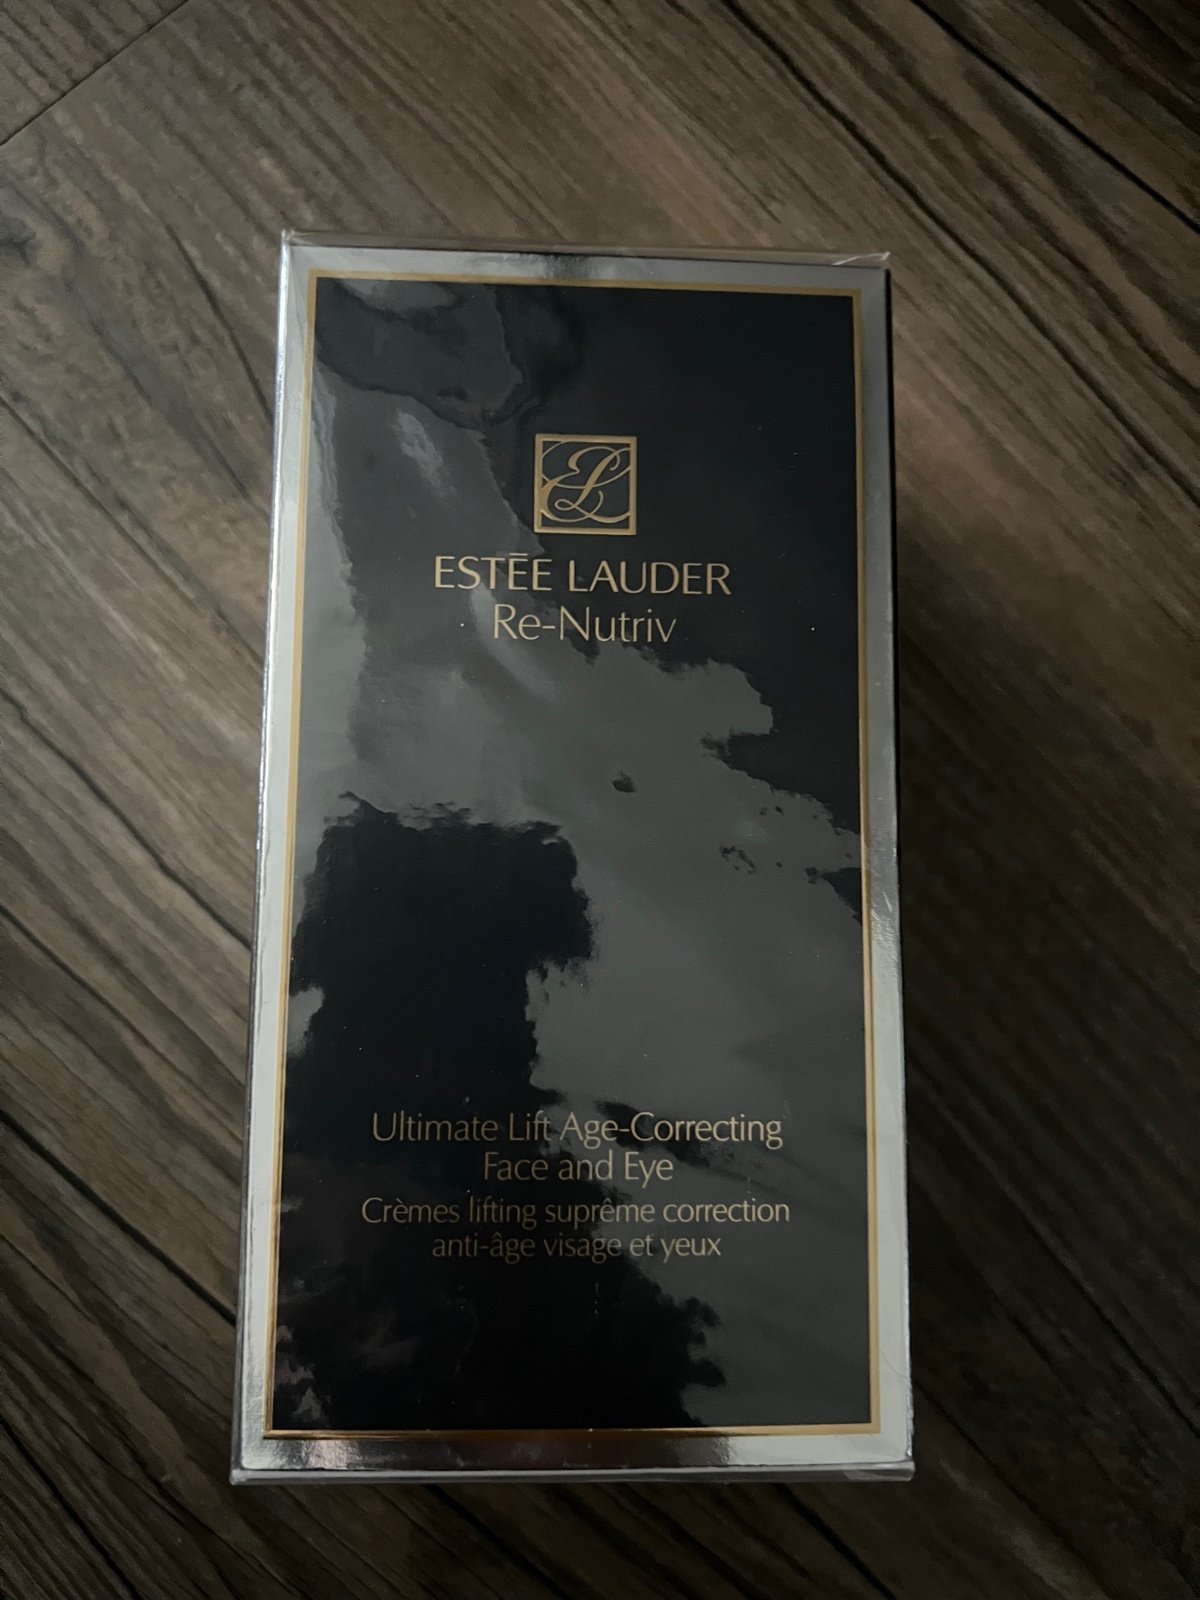 EL
ESTĒE LAUDER
Re-Nutriv
Ultimate Lift Age-Correcting
Face and Eye
Crèmes lifting suprême correction
anti-âge visage et yeux